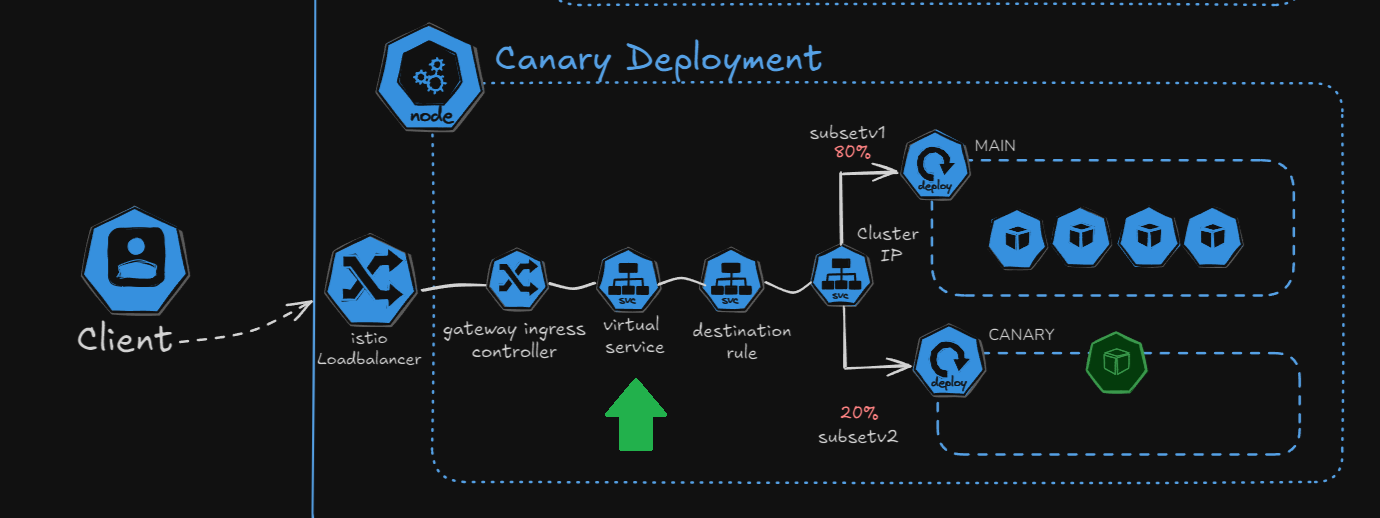 Canary Deployment
node
subsetv1
80%
MAIN
deploy
Cluster
IP
Client
istio
Loadbalancer
gateway ingress
controller
svc
virtual
service
svc
destination
rule
svc
CANARY
deploy
20%
subsetv2